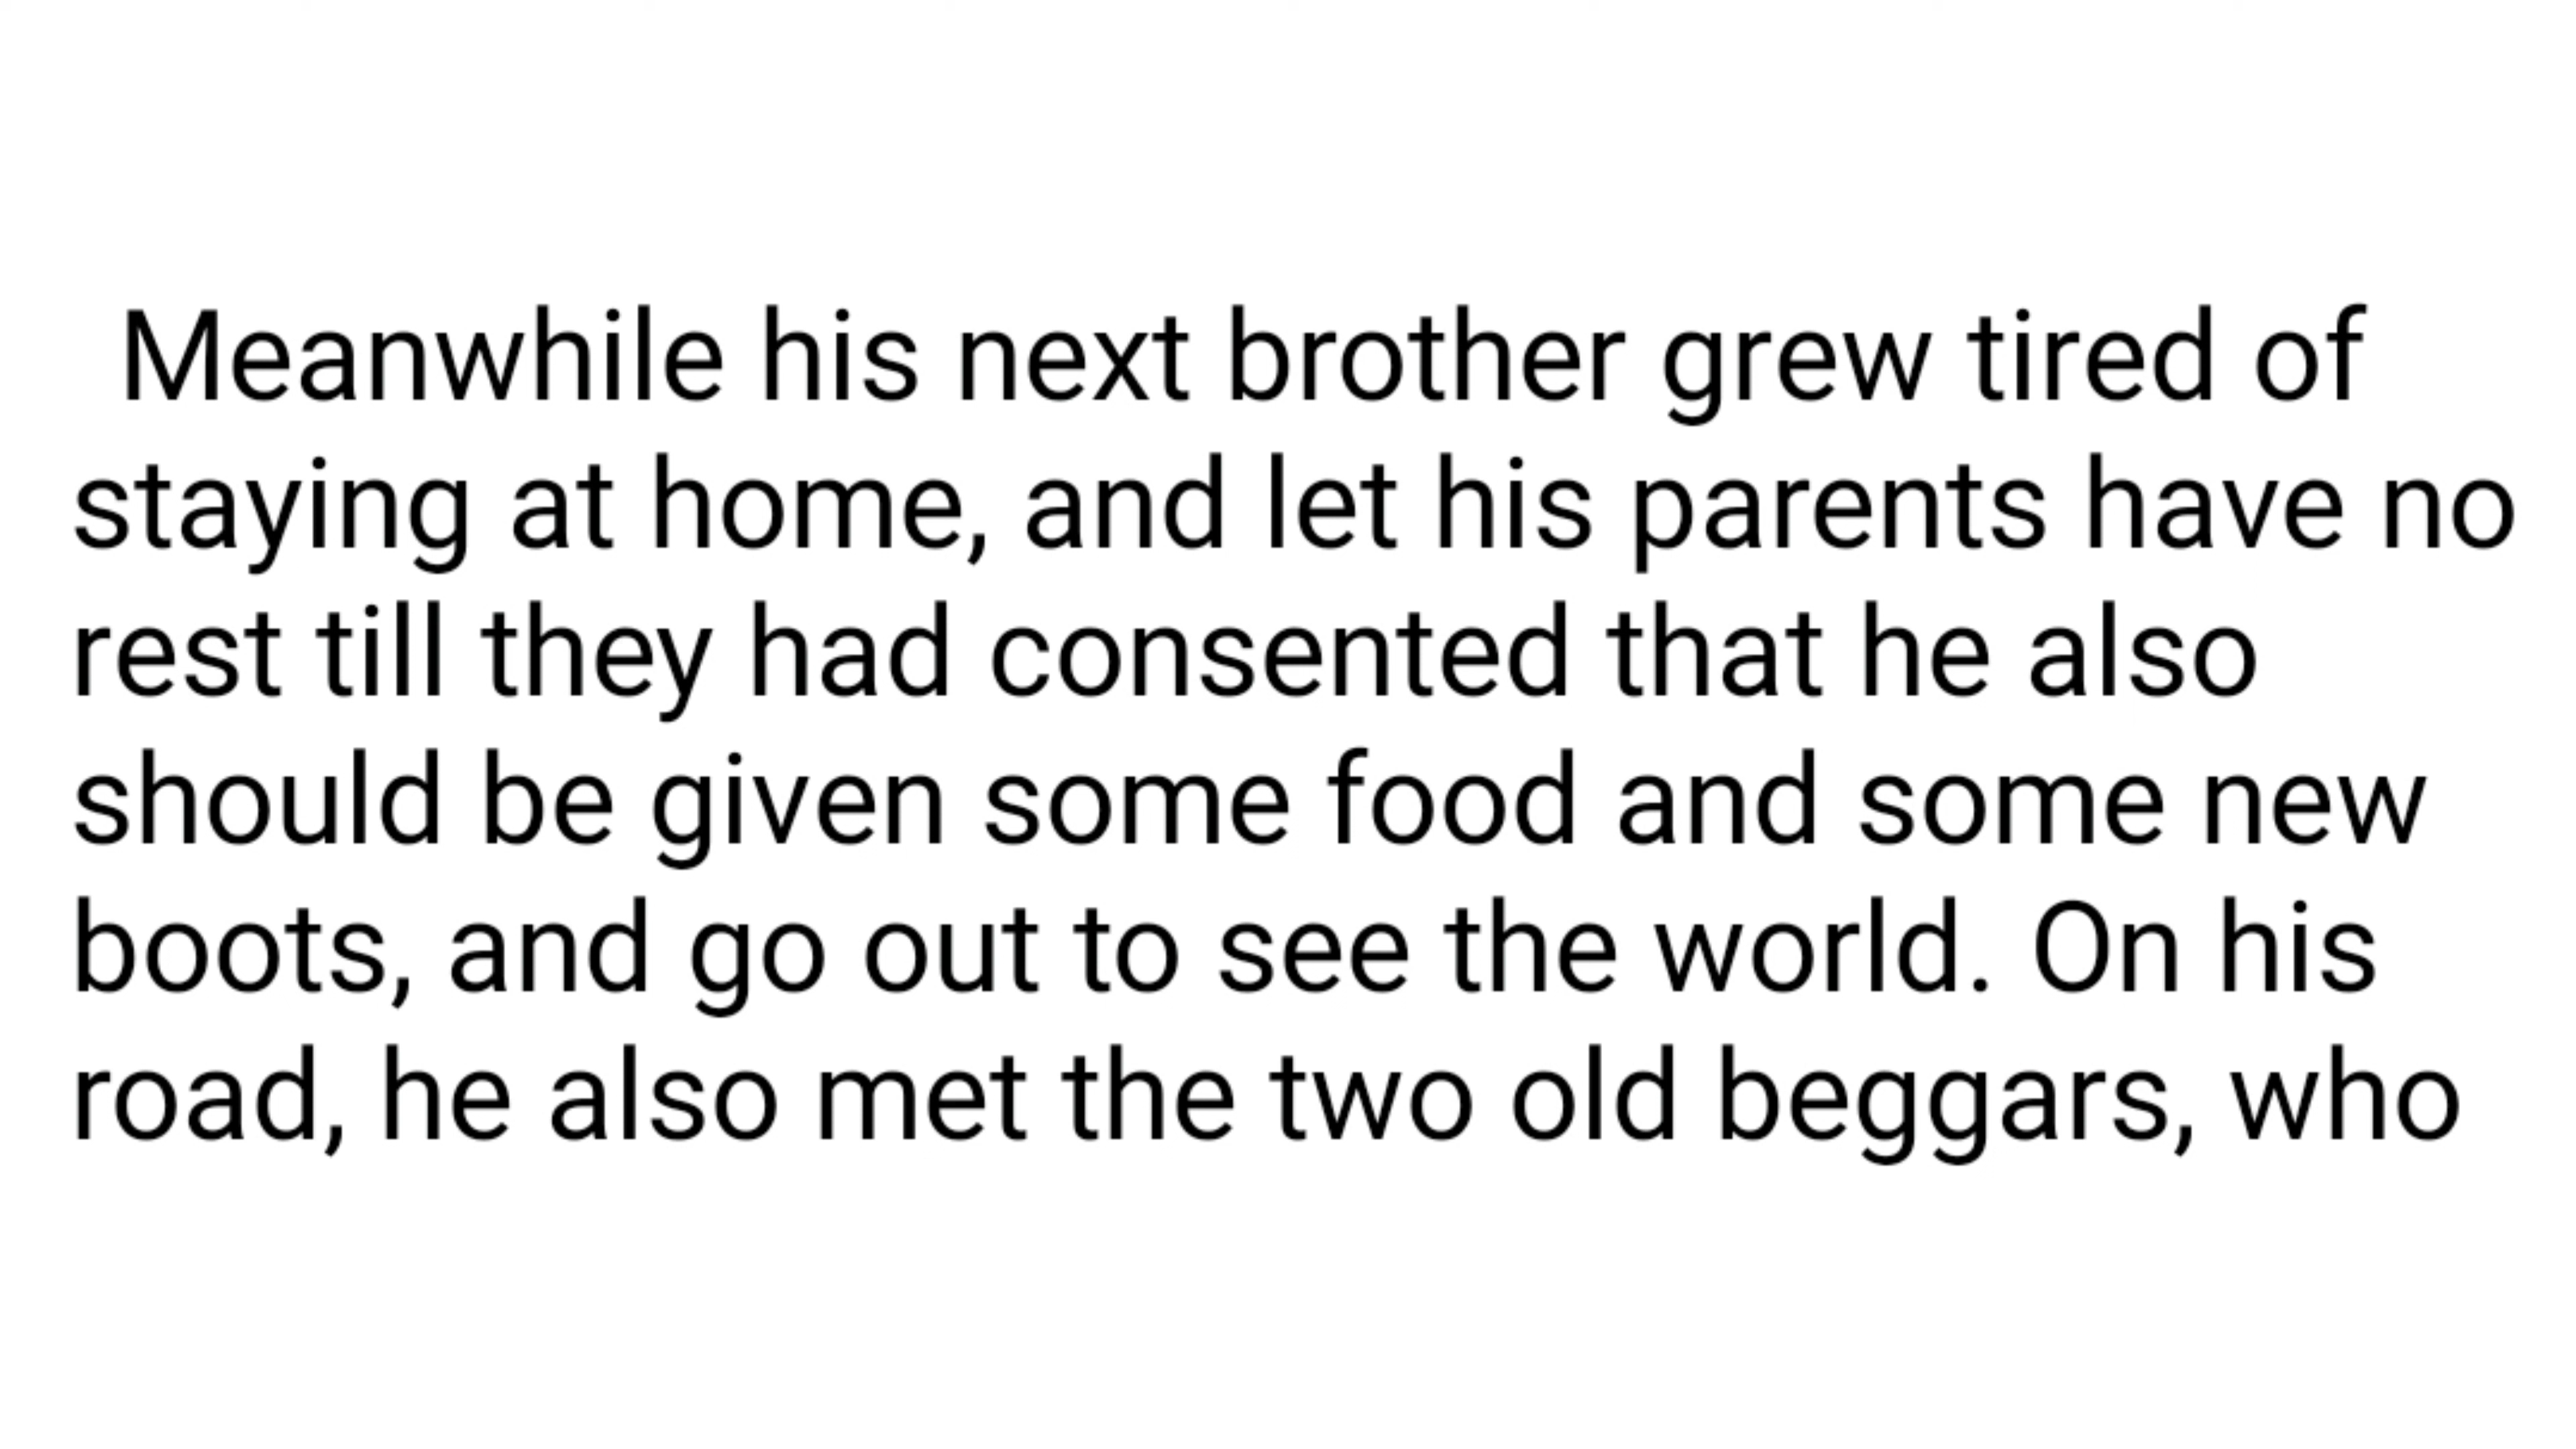 Meanwhile his next brother grew tired of
staying at home, and let his parents have no
rest till they had consented that he also
should be given some food and some new
boots, and go out to see the world. On his
road, he also met the two old beggars, who